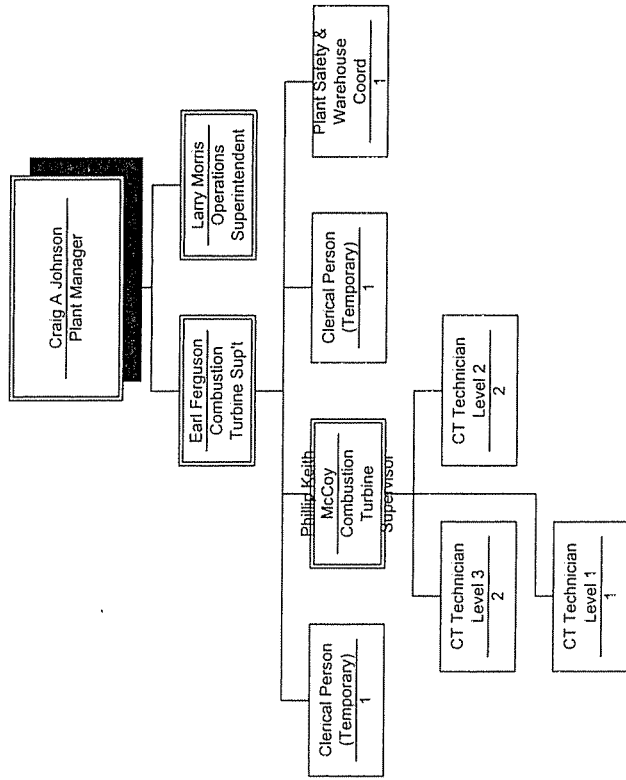 Craig A Johnson
Plant Manager
Earl Ferguson
Combustion
Turbine Sup't
Larry Morris
Operations
Superintendent
Clerical Person
(Temporary)
1
Phillip Keith
McCoy
Combustion
Turbine
Supervisor
Clerical Person
(Temporary)
1
Plant Safety &
Warehouse
Coord
1
CT Technician
Level 3
2
CT Technician
Level 2
2
CT Technician
Level 1
1